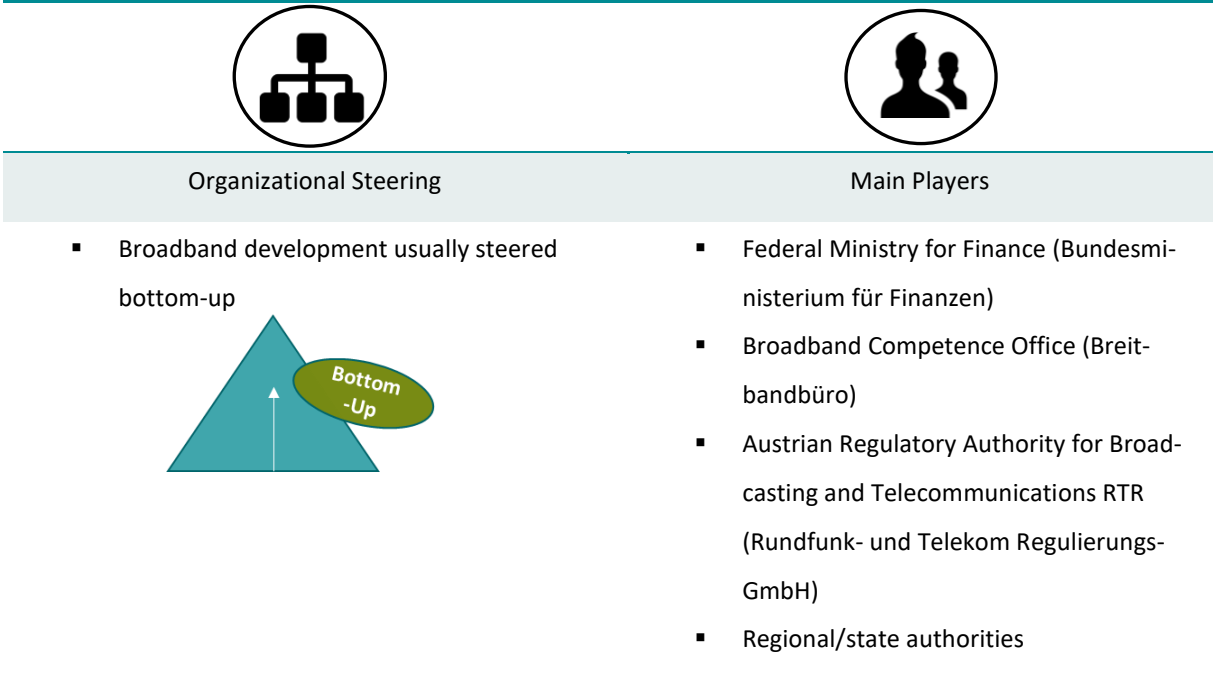 Organizational Steering
Main Players
▪ Broadband development usually steered
bottom-up
Bottom
-Up
▪ Federal Ministry for Finance (Bundesmi-
nisterium für Finanzen)
▪ Broadband Competence Office (Breit-
bandbüro)
▪ Austrian Regulatory Authority for Broad-
casting and Telecommunications RTR
(Rundfunk- und Telekom Regulierungs-
GmbH)
▪ Regional/state authorities